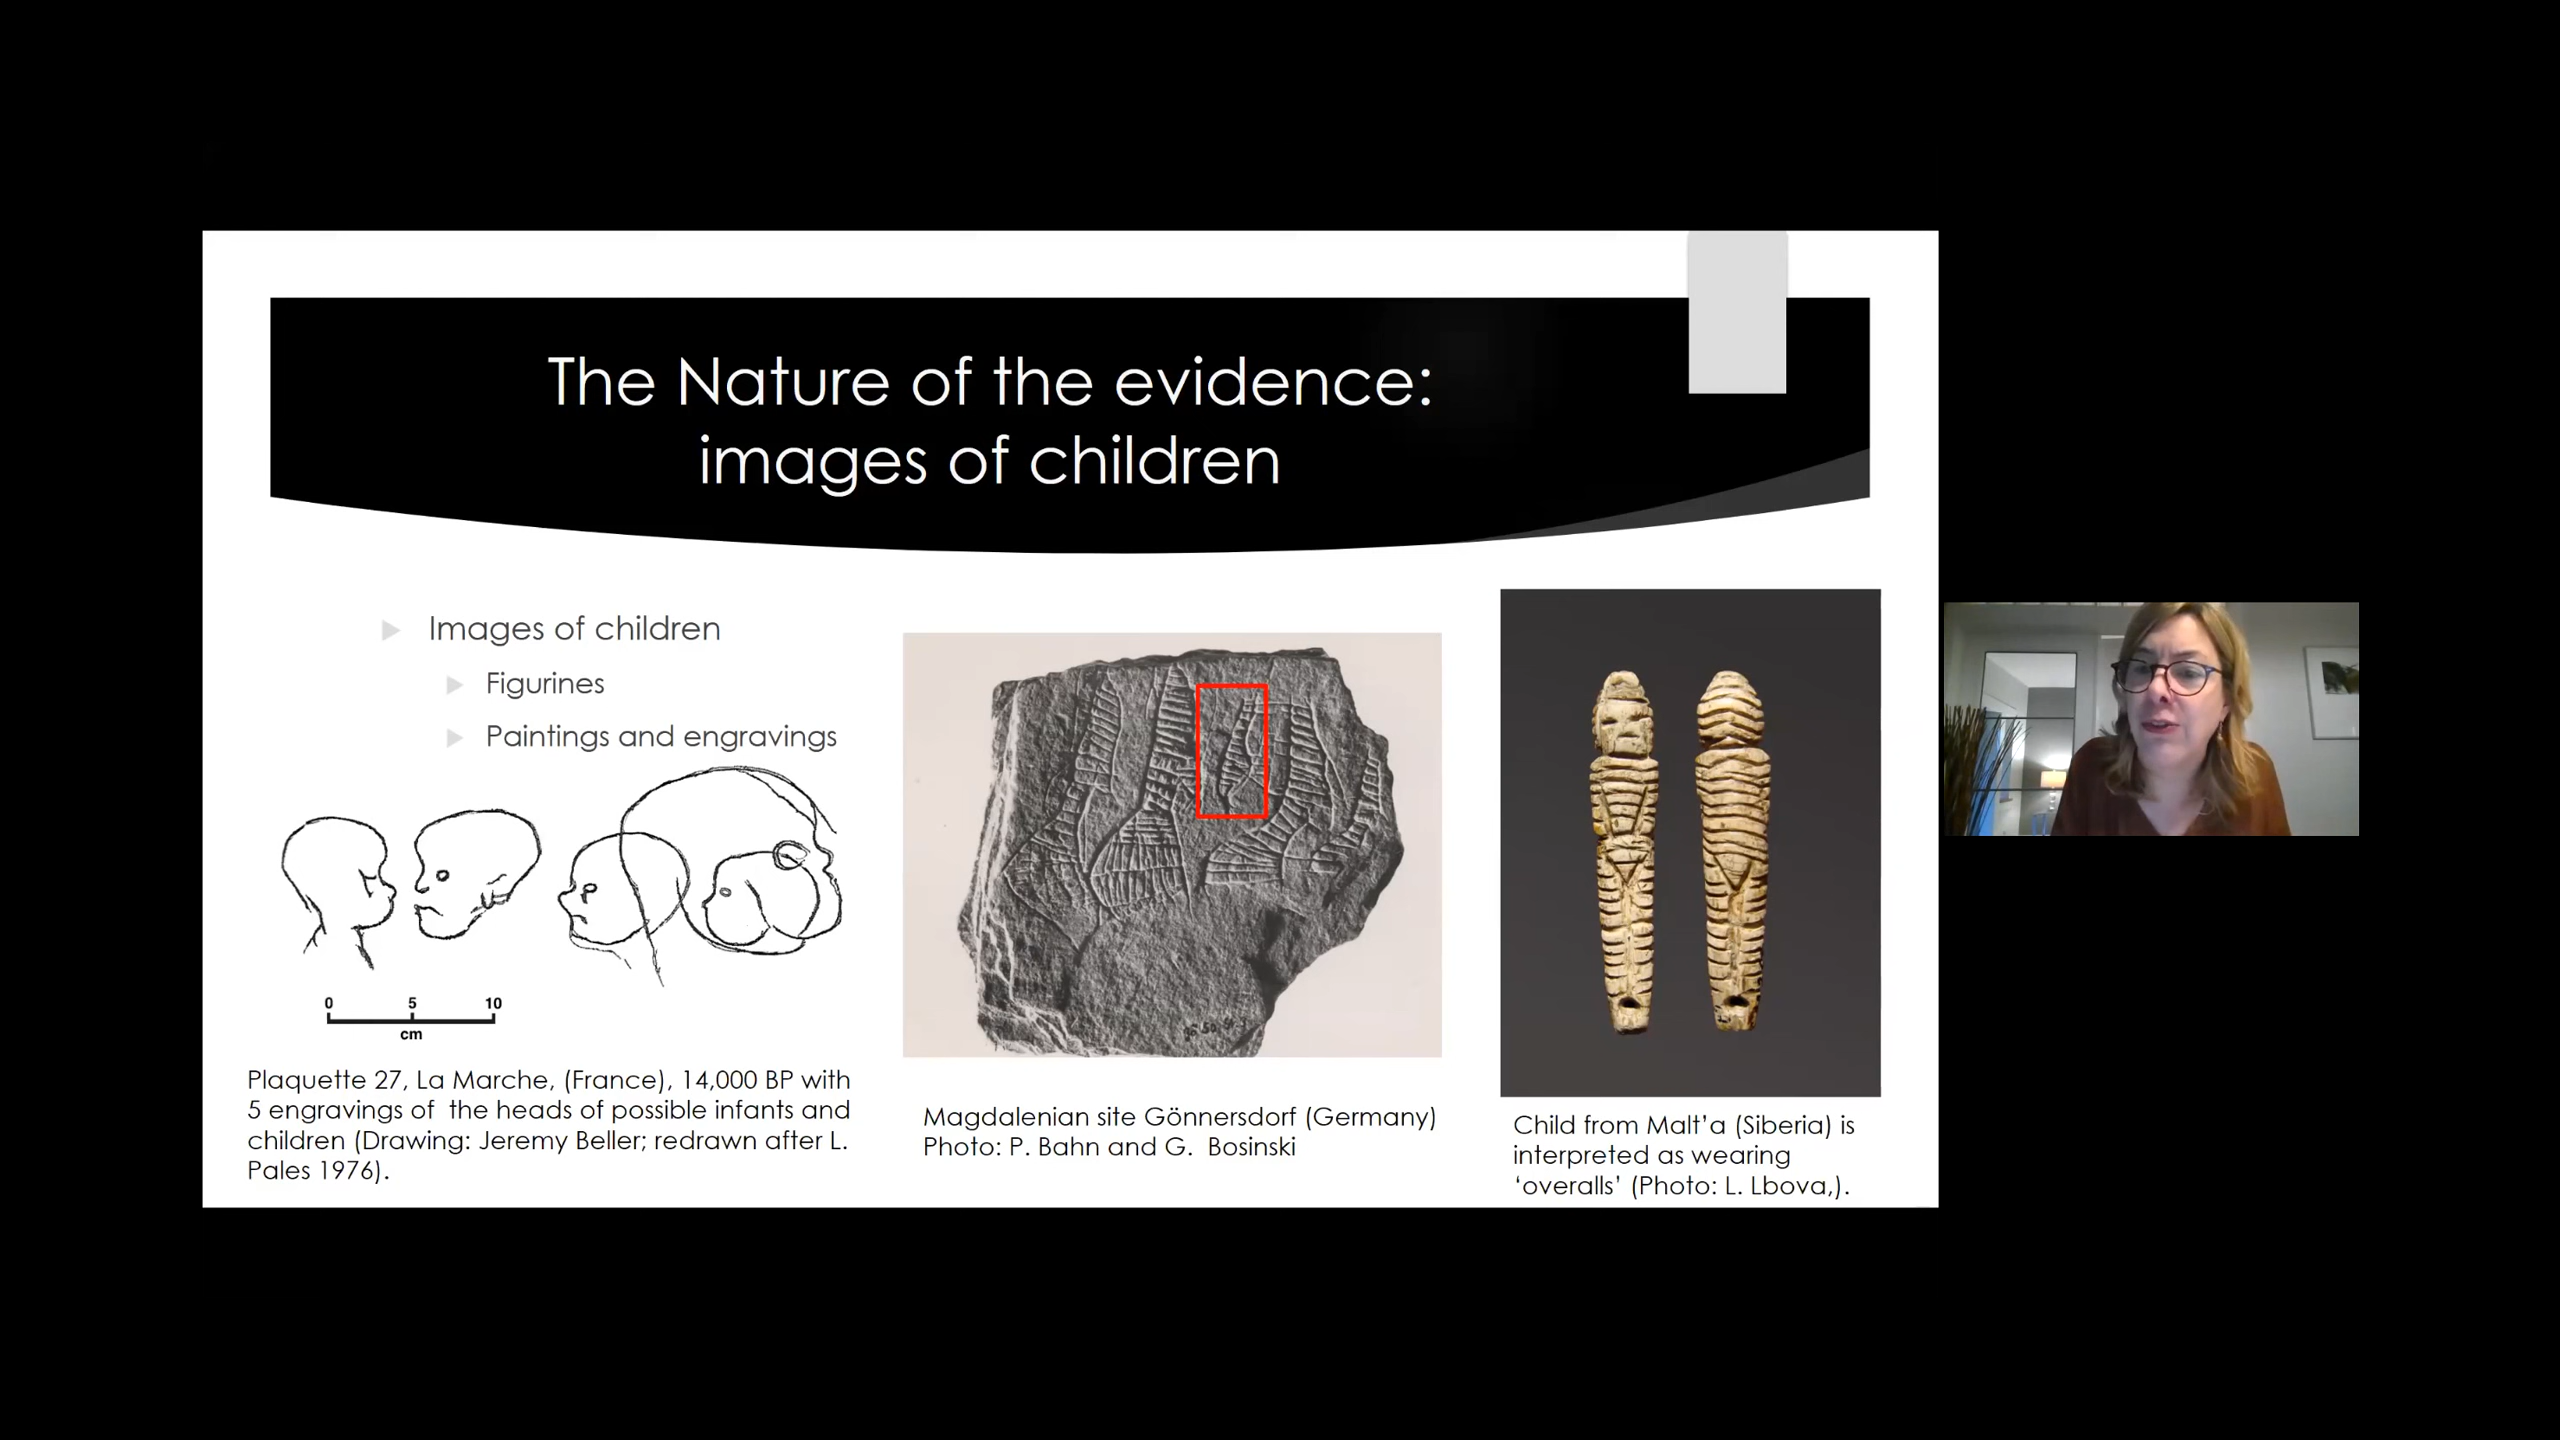 The Nature of the evidence:
images of children
Images of children
Figurines
Paintings and engravings
0 5 10
cm
Plaquette 27, La Marche, (France), 14,000 BP with
5 engravings of the heads of possible infants and
children (Drawing: Jeremy Beller; redrawn after L.
Pales 1976).
Magdalenian site Gönnersdorf (Germany)
Photo: P. Bahn and G. Bosinski
Child from Malt’a (Siberia) is
interpreted as wearing
‘overalls’ (Photo: L. Lbova,).